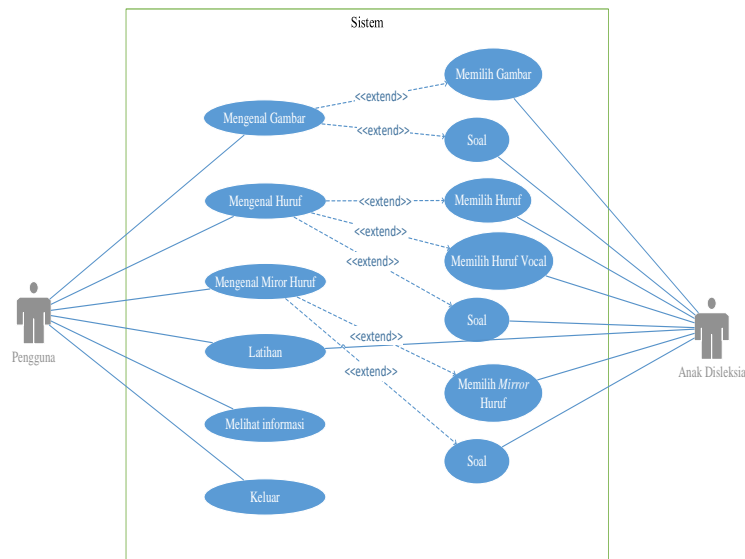 Sistem
Memilih Gambar
<<extend>>
Mengenal Gambar
<<extend>>
Soal
Mengenal Huruf
<<extend>>
Memilih Huruf
<<extend>>
Memilih Huruf Vocal
<<extend>>
Mengenal Miror Huruf
Soal
Pengguna
Latihan
<<extend>>
Anak Disleksia
<<extend>>
Memilih Mirror
Huruf
Melihat informasi
Soal
Keluar